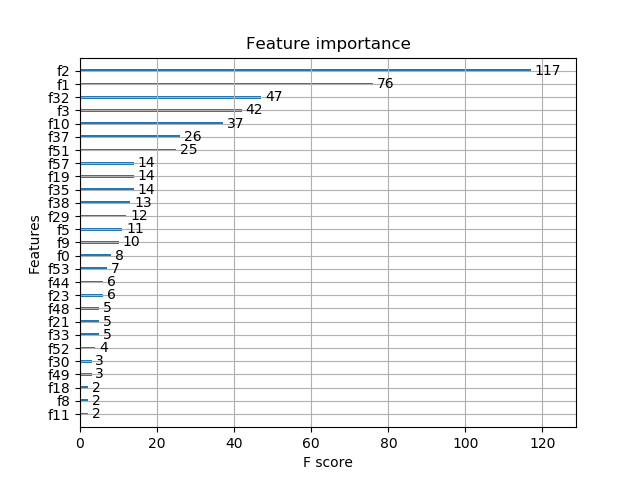 Feature importance
f2 117
f1 76
f32 47
f3 42
f10 37
f37 26
f51 25
f57 14
f19 14
f35 14
f38 13
f29 12
f5 11
f9 10
f0 8
f53 7
f44 6
f23 6
f48 5
f21 5
f33 5
f52 4
f30 3
f49 3
f18 2
f8 2
f11 2
Features
0 20 40 60 80 100 120
F score